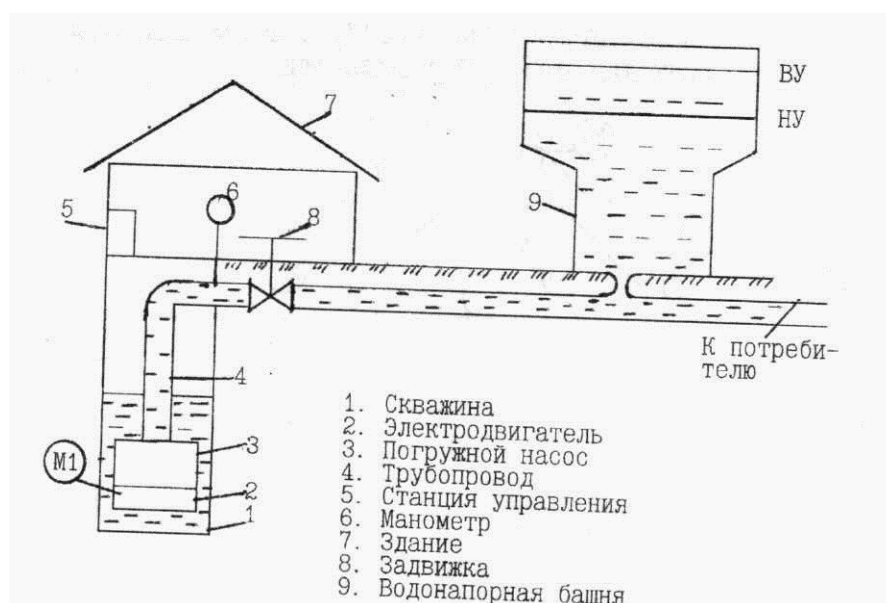 7
ВУ
НУ
6
5
8
9
К потреби-
телю
4
3
М1
2
1
1. Скважина
2. Электродвигатель
3. Погружной насос
4. Трубопровод
5. Станция управления
6. Манометр
7. Здание
8. Задвижка
9. Водонапорная башня